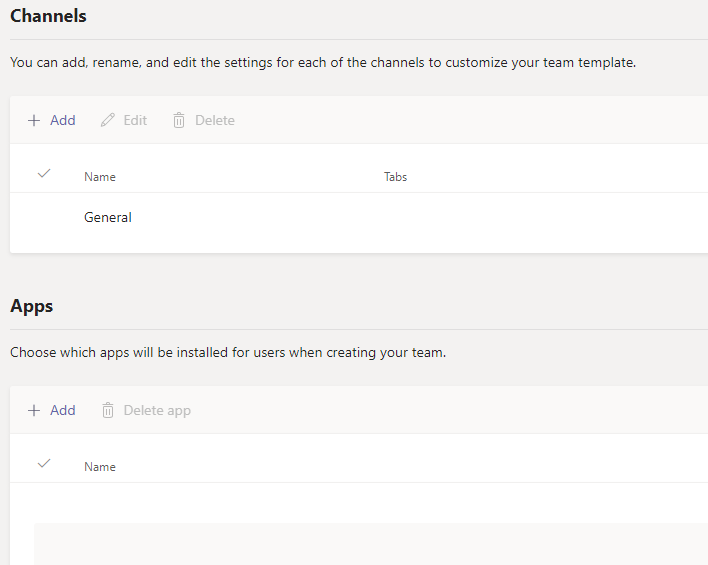 Channels
You can add, rename, and edit the settings for each of the channels to customize your team template.
Add Edit Delete
Name Tabs
General
Apps
Choose which apps will be installed for users when creating your team.
Add Delete app
Name